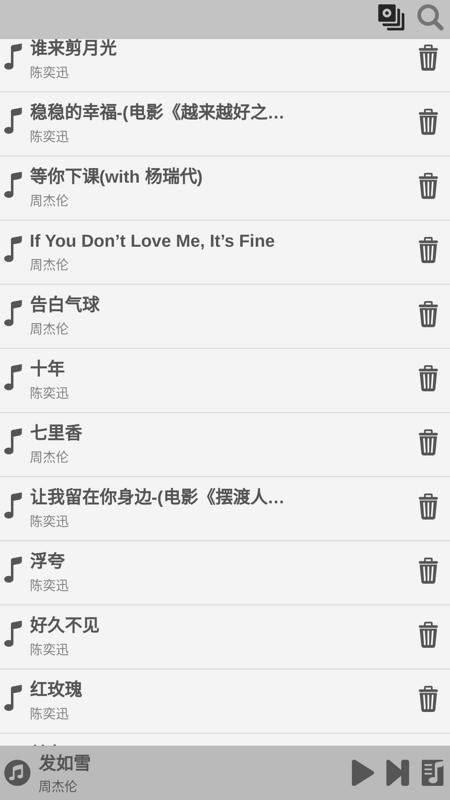 谁来剪月光
陈奕迅
稳稳的幸福-(电影《越来越好之...
陈奕迅
等你下课(with 杨瑞代)
周杰伦
If You Don’t Love Me, It’s Fine
周杰伦
告白气球
周杰伦
十年
陈奕迅
七里香
周杰伦
让我留在你身边-(电影《摆渡人...
陈奕迅
浮夸
陈奕迅
好久不见
陈奕迅
红玫瑰
陈奕迅
发如雪
周杰伦